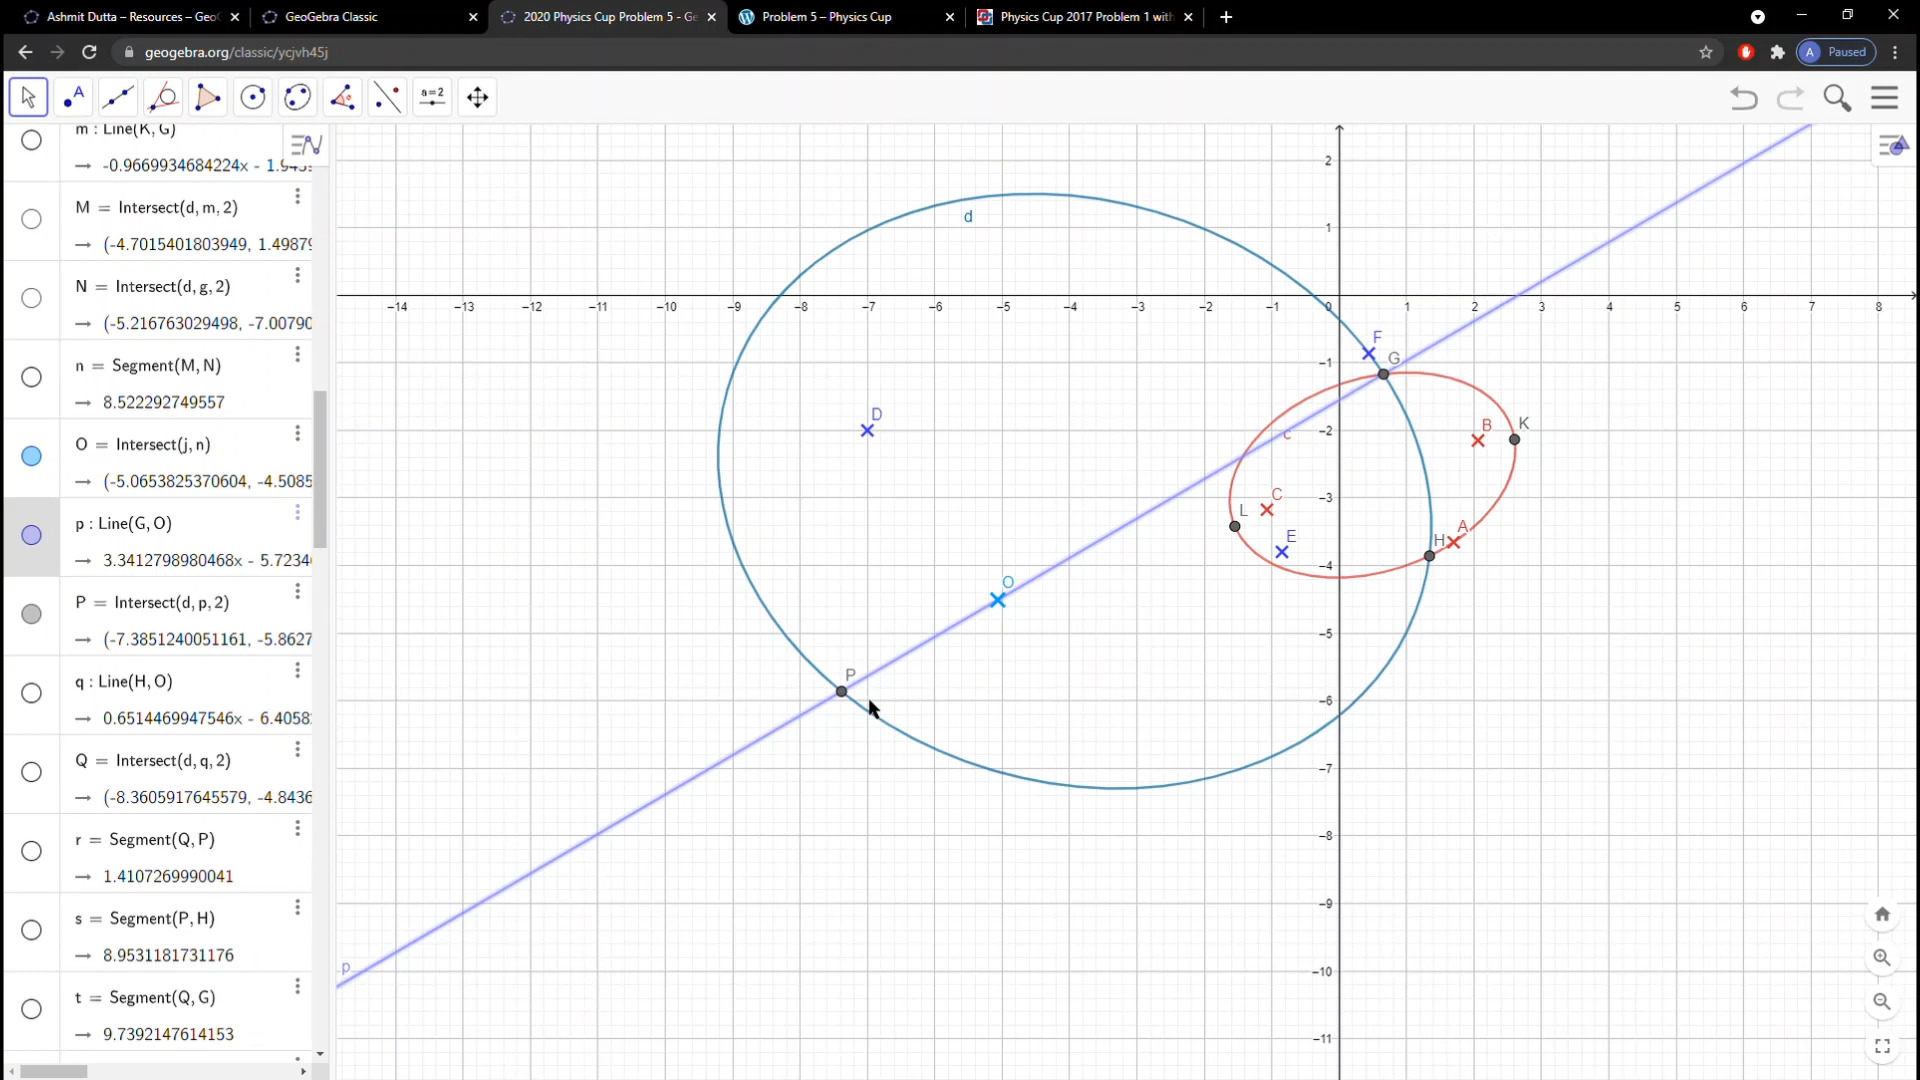 Ashmit Dutta – Resources – GeoG
GeoGebra Classic
2020 Physics Cup Problem 5 - Ge
Problem 5 – Physics Cup
Physics Cup 2017 Problem 1 with
geogebra.org/classic/ycjvh45j
A Paused
A
a=2
m : Line(K, G)
→ -0.9669934684224x - 1.9439
M = Intersect(d, m, 2)
→ (-4.7015401803949, 1.49879
N = Intersect(d, g, 2)
→ (-5.216763029498, -7.00790
n = Segment(M, N)
→ 8.522292749557
O = Intersect(j, n)
→ (-5.0653825370604, -4.5085
p : Line(G, O)
→ 3.3412798980468x - 5.7234
P = Intersect(d, p, 2)
→ (-7.3851240051161, -5.8627
q : Line(H, O)
→ 0.6514469947546x - 6.4058
Q = Intersect(d, q, 2)
→ (-8.3605917645579, -4.8436
r = Segment(Q, P)
→ 1.4107269990041
s = Segment(P, H)
→ 8.9531181731176
t = Segment(Q, G)
→ 9.7392147614153
2
d
1
-14 -13 -12 -11 -10 -9 -8 -7 -6 -5 -4 -3 -2 -1 0 1 2 3 4 5 6 7 8
F
-1
G
D
B
K
-2
c
C
-3
L
A
E
H
-4
O
-5
P
-6
-7
-8
-9
p
-10
-11